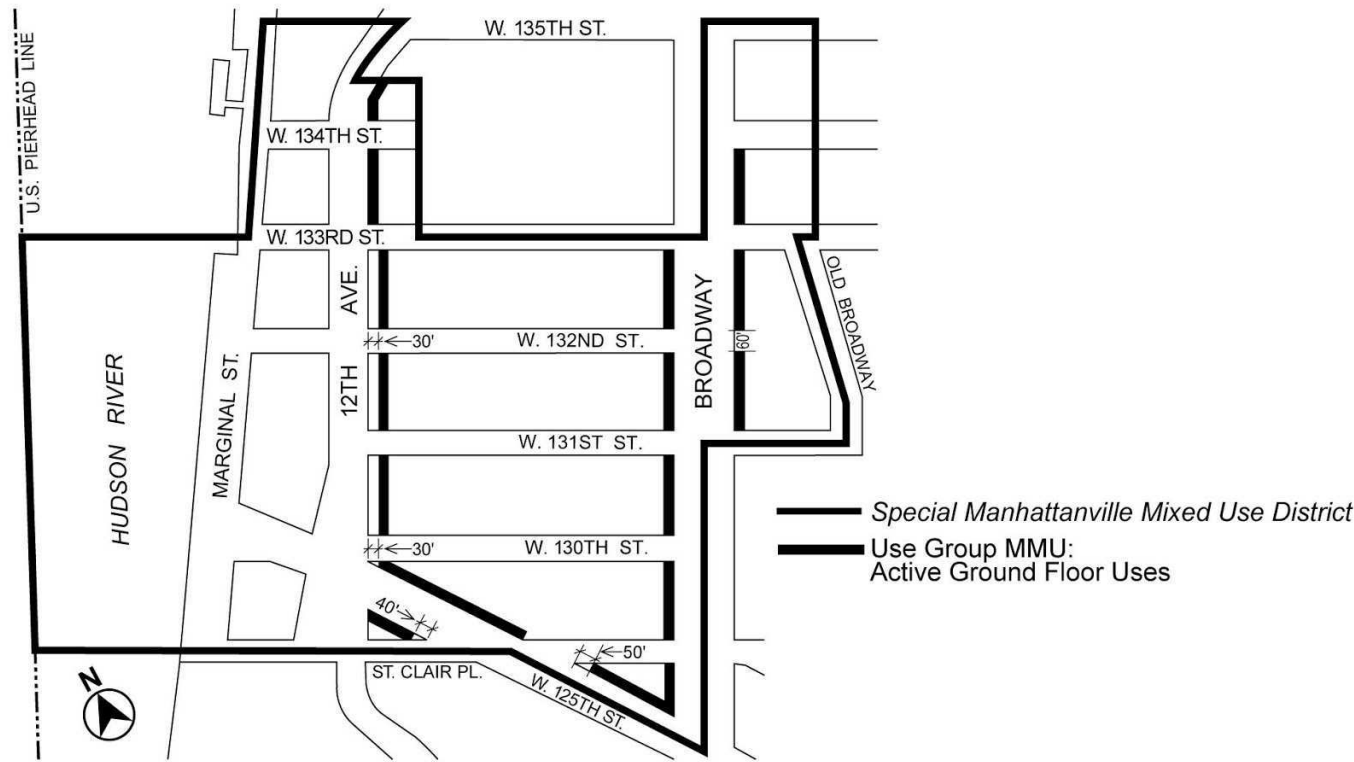 W. 135TH ST.
U.S. PIERHEAD LINE
W. 134TH ST.
W. 133RD ST.
12TH AVE.
BROADWAY
OLD BROADWAY
30'
W. 132ND ST.
60'
HUDSON RIVER
MARGINAL ST.
W. 131ST ST.
Special Manhattanville Mixed Use District
Use Group MMU:
Active Ground Floor Uses
30'
W. 130TH ST.
40'
50'
ST. CLAIR PL.
W. 125TH ST.
N